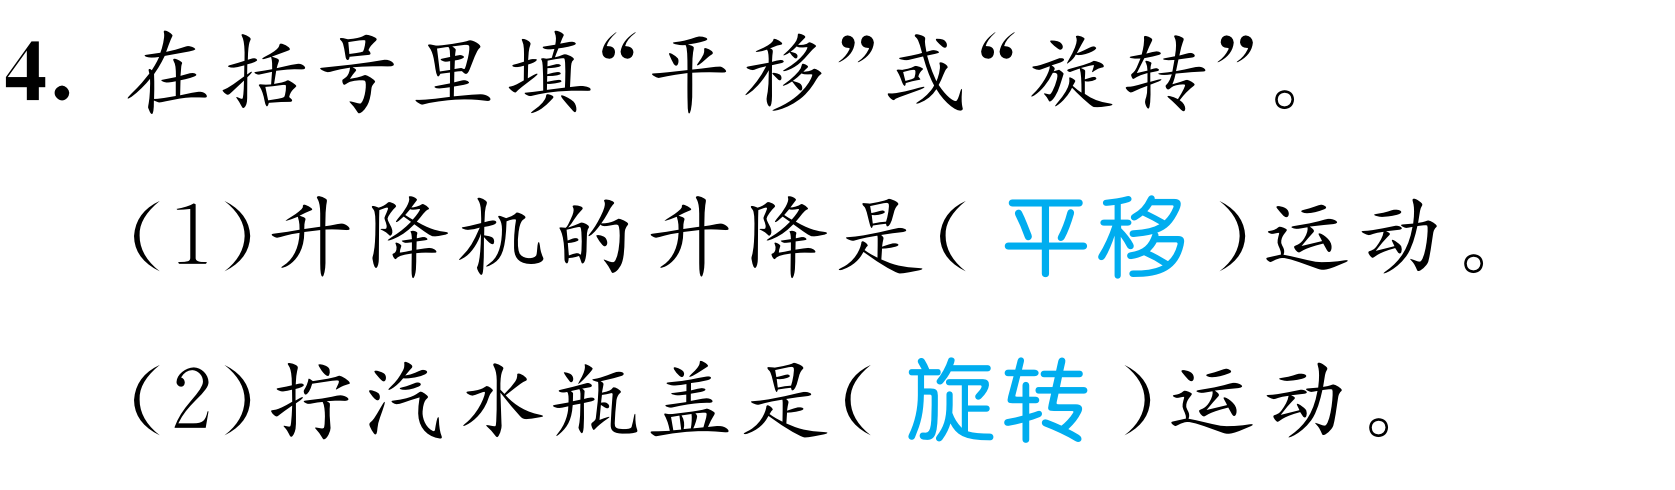 4. 在括号里填“平移”或“旋转”。
(1)升降机的升降是( 平移 )运动。
(2)拧汽水瓶盖是( 旋转 )运动。